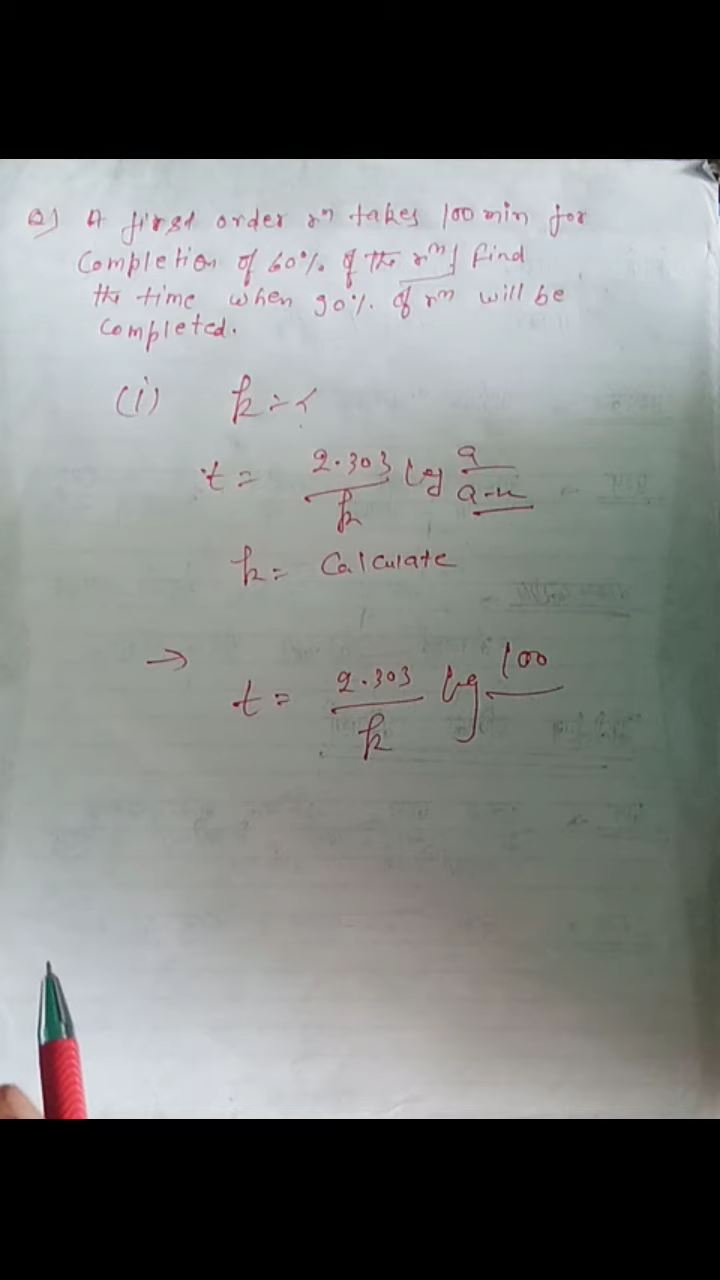 Q) A first order rⁿ takes 100 min for
Completion of 60% of the rⁿ, find
the time when 90% of rⁿ will be
Completed.
(i) k = <
t = 2.303/k log a/a-x
k = Calculate
→ t = 2.303/k log 100/